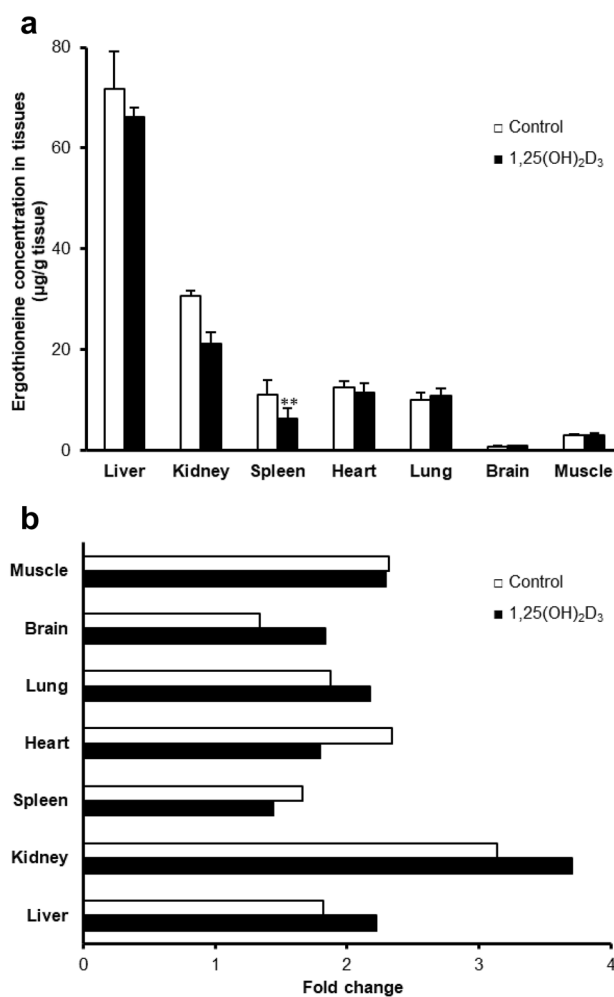 a
Ergothioneine concentration in tissues
(µg/g tissue)
80
60
40
20
0
Control
1,25(OH)₂D₃
**
Liver Kidney Spleen Heart Lung Brain Muscle
b
Muscle
Brain
Lung
Heart
Spleen
Kidney
Liver
Control
1,25(OH)₂D₃
0 1 2 3 4
Fold change